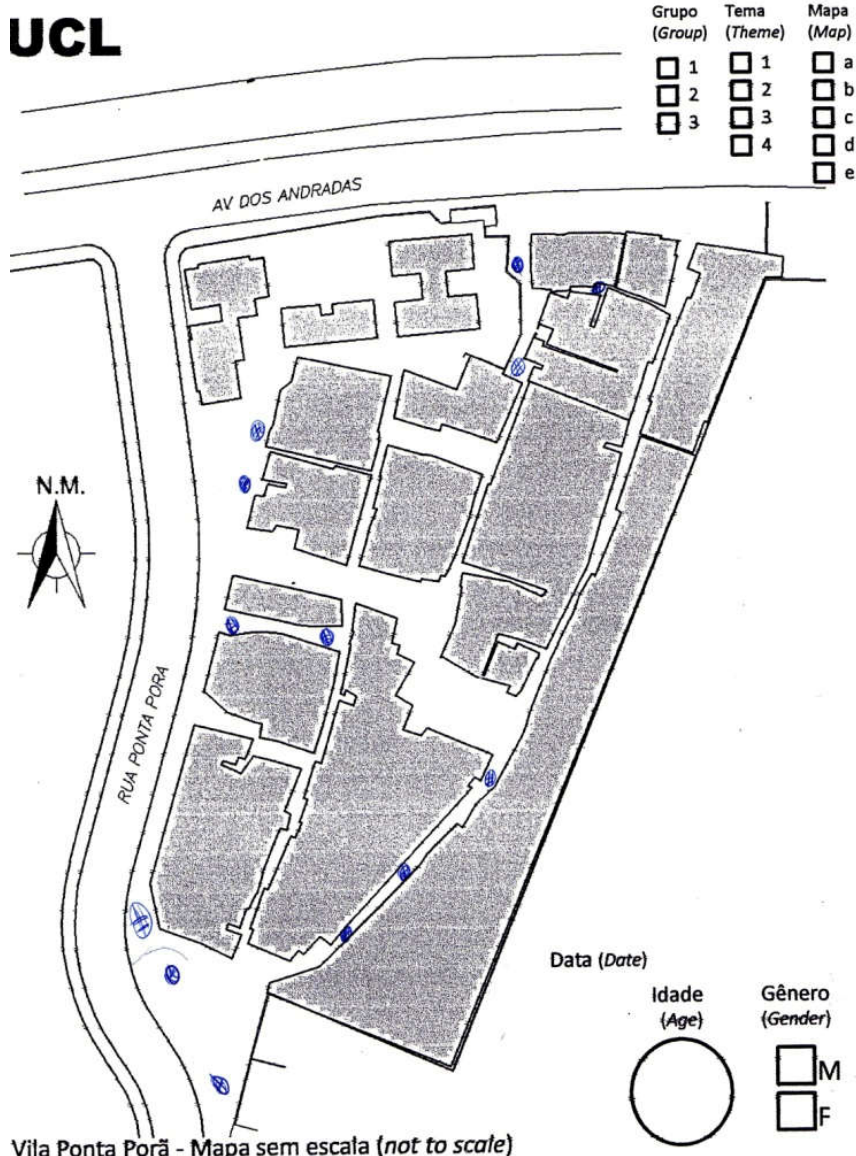 UCL
Grupo Tema Mapa
(Group) (Theme) (Map)
1 1 a
2 2 b
3 3 c
4 d
e
AV DOS ANDRADAS
N.M.
RUA PONTA PORA
Data (Date)
Idade Gênero
(Age) (Gender)
M
F
Vila Ponta Porã - Mapa sem escala (not to scale)